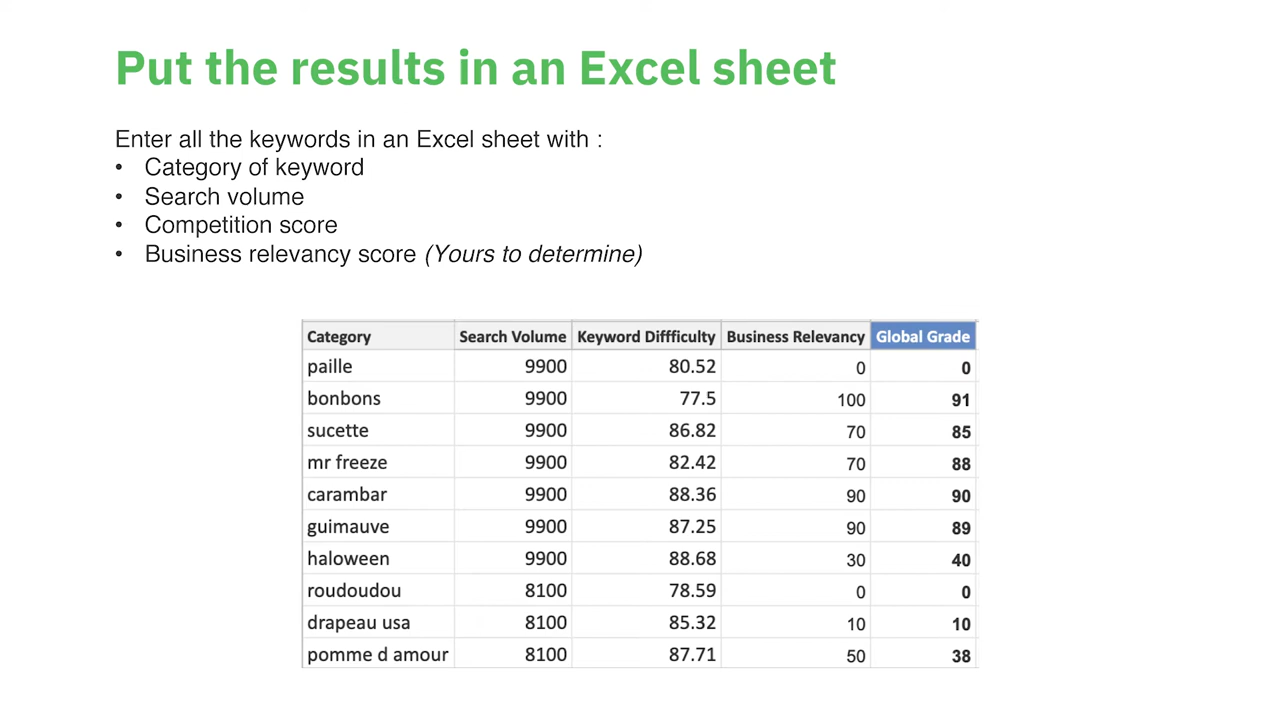 Put the results in an Excel sheet
Enter all the keywords in an Excel sheet with :
• Category of keyword
• Search volume
• Competition score
• Business relevancy score (Yours to determine)
Category Search Volume Keyword Diffficulty Business Relevancy Global Grade
paille 9900 80.52 0 0
bonbons 9900 77.5 100 91
sucette 9900 86.82 70 85
mr freeze 9900 82.42 70 88
carambar 9900 88.36 90 90
guimauve 9900 87.25 90 89
haloween 9900 88.68 30 40
roudoudou 8100 78.59 0 0
drapeau usa 8100 85.32 10 10
pomme d amour 8100 87.71 50 38